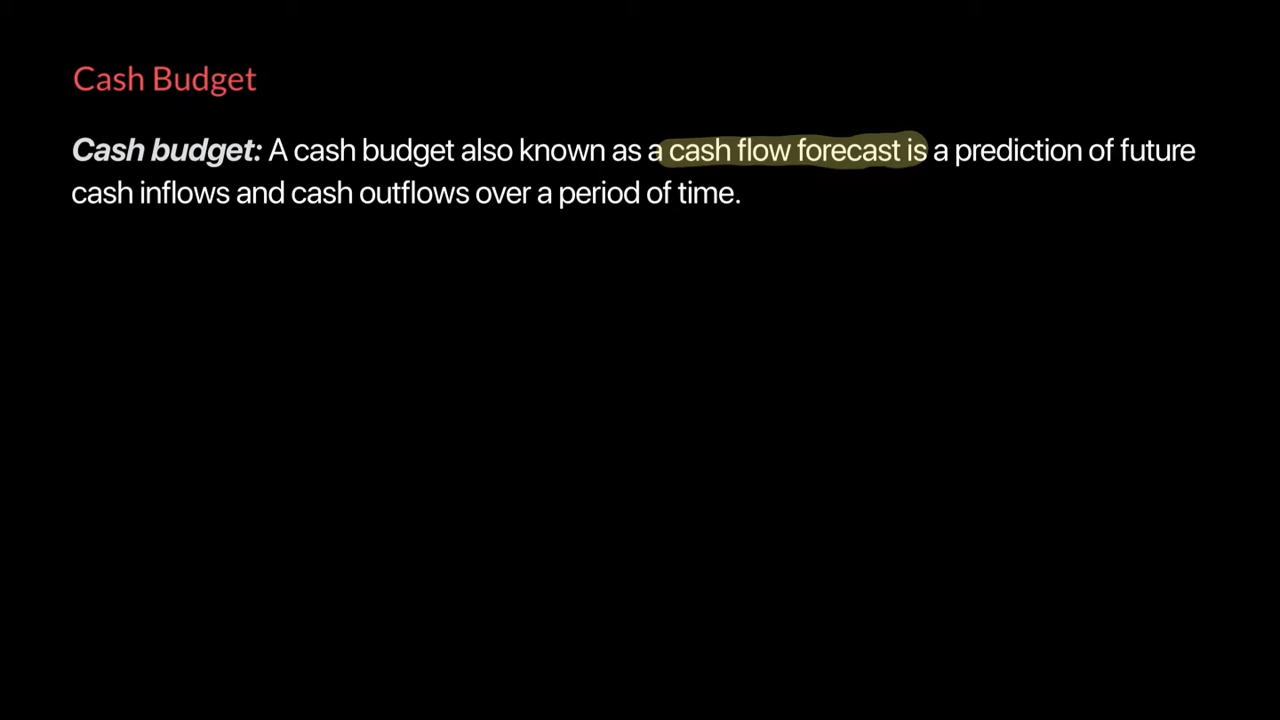 Cash Budget
Cash budget: A cash budget also known as a cash flow forecast is a prediction of future
cash inflows and cash outflows over a period of time.